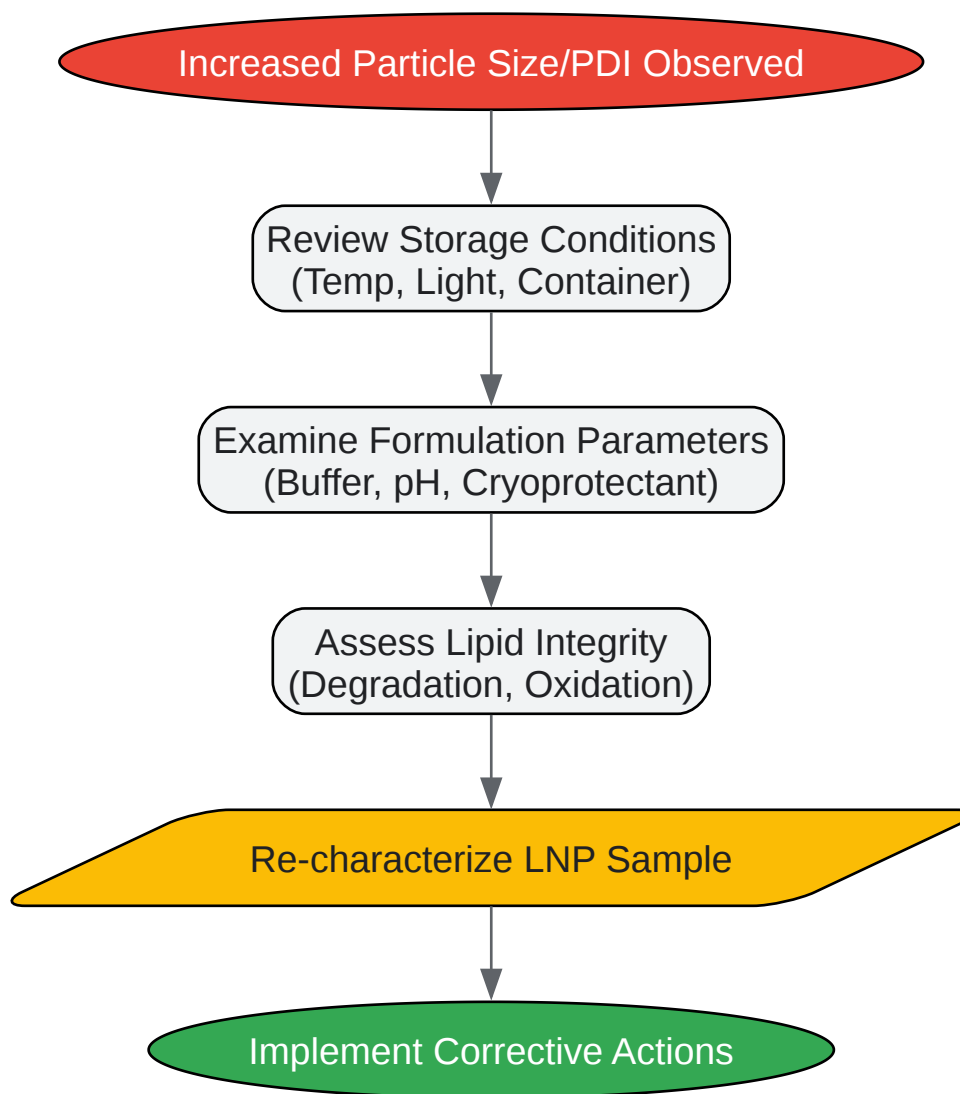 Increased Particle Size/PDI Observed
Review Storage Conditions
(Temp, Light, Container)
Examine Formulation Parameters
(Buffer, pH, Cryoprotectant)
Assess Lipid Integrity
(Degradation, Oxidation)
Re-characterize LNP Sample
Implement Corrective Actions